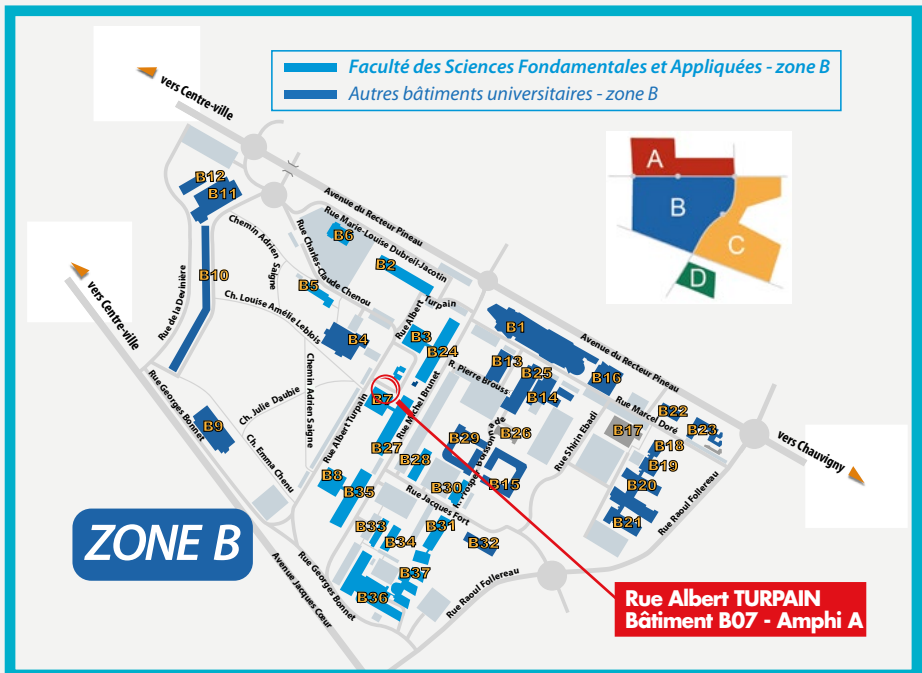 vers Centre-ville
Faculté des Sciences Fondamentales et Appliquées - zone B
Autres bâtiments universitaires - zone B
A
B
C
D
B12
B11
Avenue du Recteur Pineau
Rue Marie-Louise Dubreil-Jacotin
Chemin Adrien Saigne
Rue Charles-Claude Chenou
B6
B2
B10
B5
vers Centre-ville
Rue de la Devinière
Ch. Louise Amélie Leblois
B4
Rue Albert Turpain
B3
B24
B1
Avenue du Recteur Pineau
B13
R. Pierre Brouss
B25
B14
B16
Chemin Adrien Saigne
Rue Georges Bonnet
Ch. Julie Daubie
B7
Rue Michel Brunet
Rue Marcel Doré
B22
B23
B9
Ch. Emma Chenu
Rue Albert Turpain
B27
B29
B26
B17
Rue Shirin Ebadi
B18
B19
vers Chauvigny
B8
B28
B35
B30
B15
B20
B21
Rue Jacques Fort
Rue Raoul Follereau
B33
B34
B31
B32
ZONE B
Rue Georges Bonnet
Avenue Jacques Cœur
B37
B36
Rue Raoul Follereau
Rue Albert TURPAIN
Bâtiment B07 - Amphi A